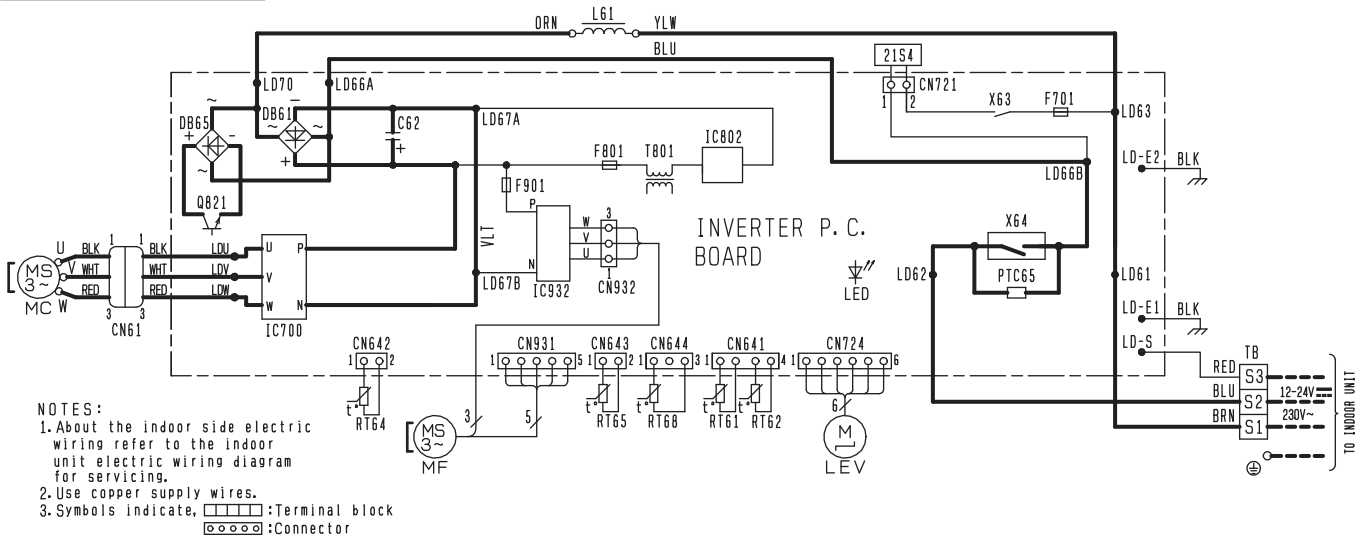 L61
ORN YLW
BLU
21S4
CN721
1 2
X63 F701
LD70 LD66A
LD63
DB65 DB61
~ - ~ ~ + + - ~
C62
+
LD67A
IC802
F801 T801
LD-E2 BLK
LD66B
F901
Q821
P
W
V
U
3
1
N
IC932
CN932
VLT
LD67B
INVERTER P. C.
BOARD
LED
X64
PTC65
LD62
LD61
U BLK 1 1 BLK LDU U P
MS
3~
V WHT WHT LDV V
W RED RED LDW W N
MC
3 3
CN61
IC700
LD-E1 BLK
LD-S
CN642
1 2
CN931
1 5
CN643
1 2
CN644
1 3
CN641
1 4
CN724
1 6
t°
RT64
3
5
MS
3~
MF
t°
RT65
t°
RT68
t° t°
RT61 RT62
6
M
LEV
TB
RED S3
BLU S2 12-24V
BRN S1 230V~
TO INDOOR UNIT
NOTES:
1. About the indoor side electric
wiring refer to the indoor
unit electric wiring diagram
for servicing.
2. Use copper supply wires.
3. Symbols indicate, :Terminal block
:Connector